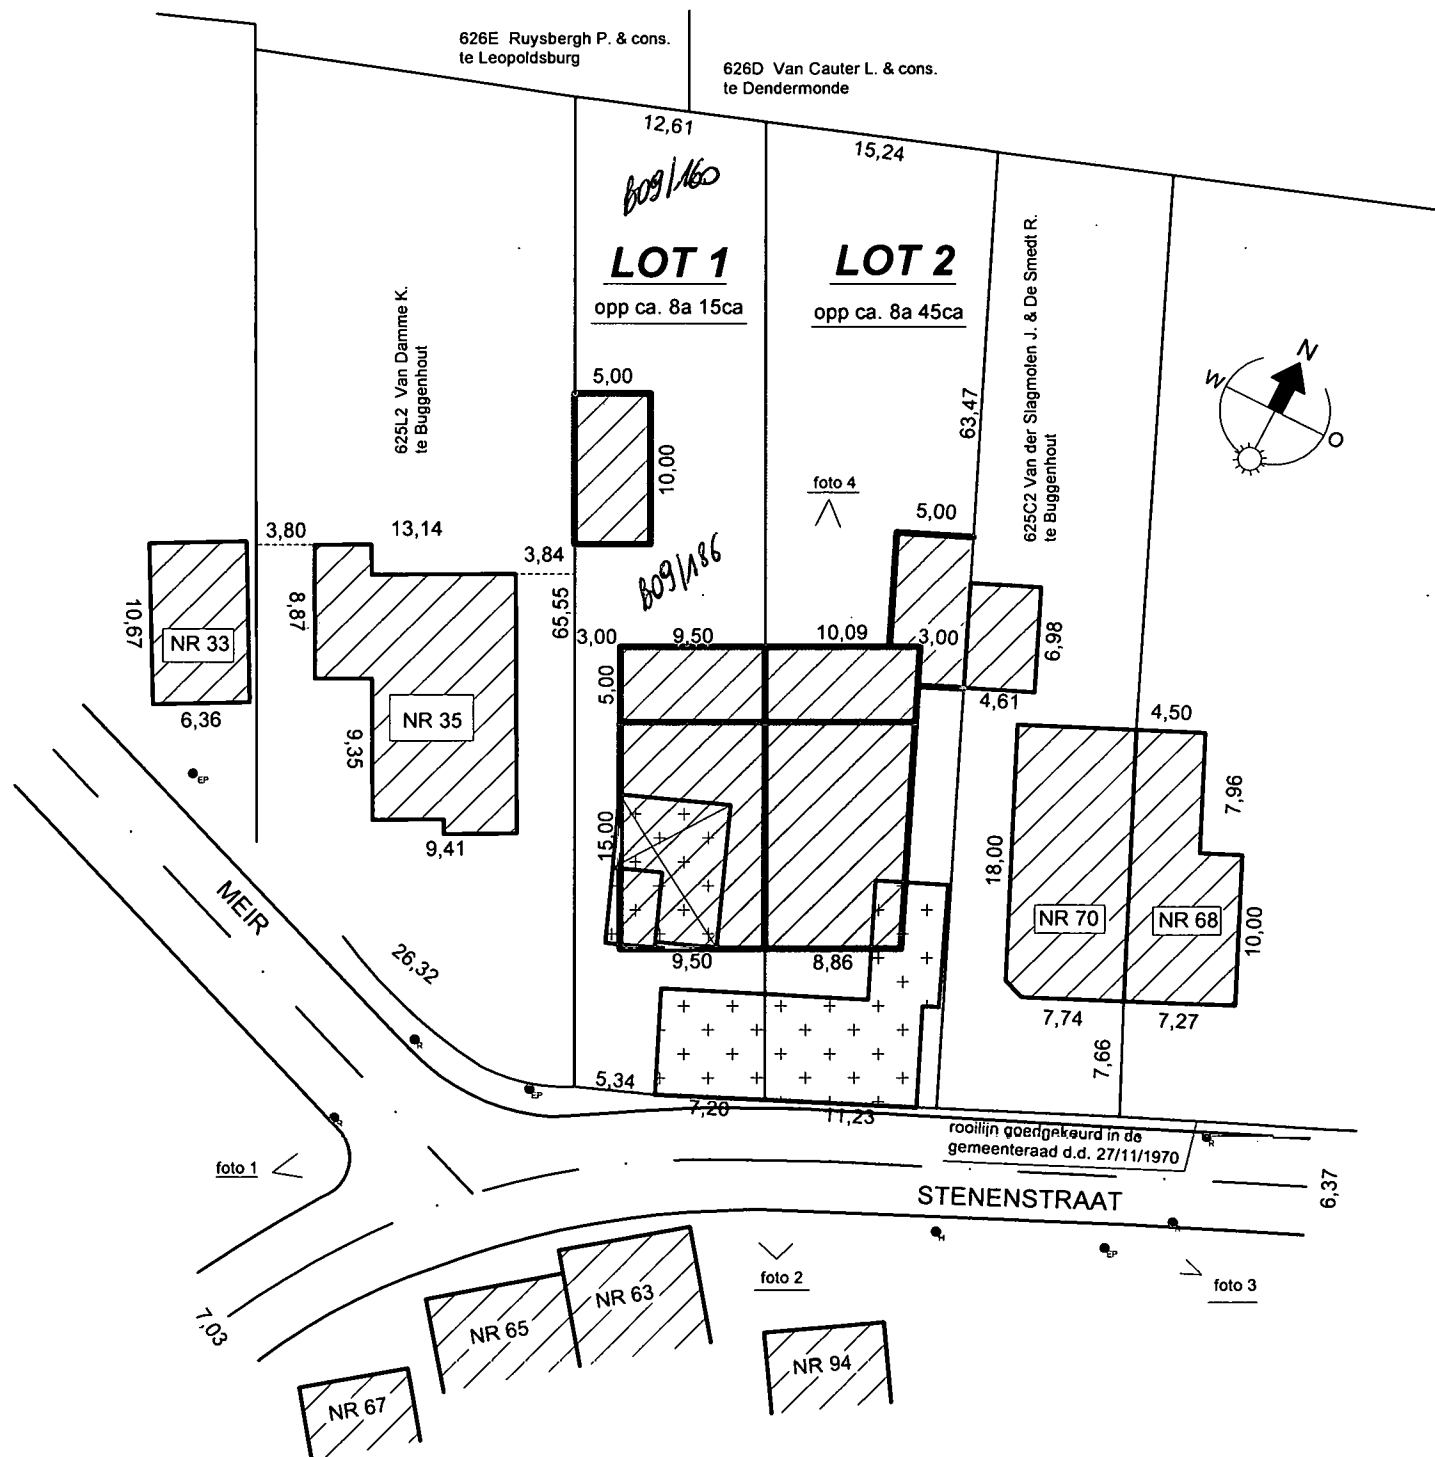 626E Ruysbergh P. & cons.
te Leopoldsburg
626D Van Cauter L. & cons.
te Dendermonde
12,61
15,24
B09/160
LOT 1
opp ca. 8a 15ca
LOT 2
opp ca. 8a 45ca
625L2 Van Damme K.
te Buggenhout
625C2 Van der Slagmolen J. & De Smedt R.
te Buggenhout
N
W
O
5,00
10,00
63,47
foto 4
5,00
3,80
13,14
3,84
B09/186
10,67
NR 33
6,36
8,87
65,55
3,00
9,50
10,09
3,00
6,98
4,61
5,00
NR 35
9,35
9,41
EP
4,50
7,96
15,00
18,00
NR 70
NR 68
10,00
MEIR
26,32
9,50
8,86
7,74
7,27
7,66
R
EP
5,34
7,20
11,23
rooilijn goedgekeurd in de
gemeenteraad d.d. 27/11/1970
R
foto 1
STENENSTRAAT
6,37
H
EP
foto 2
foto 3
7,03
NR 63
NR 65
NR 94
NR 67